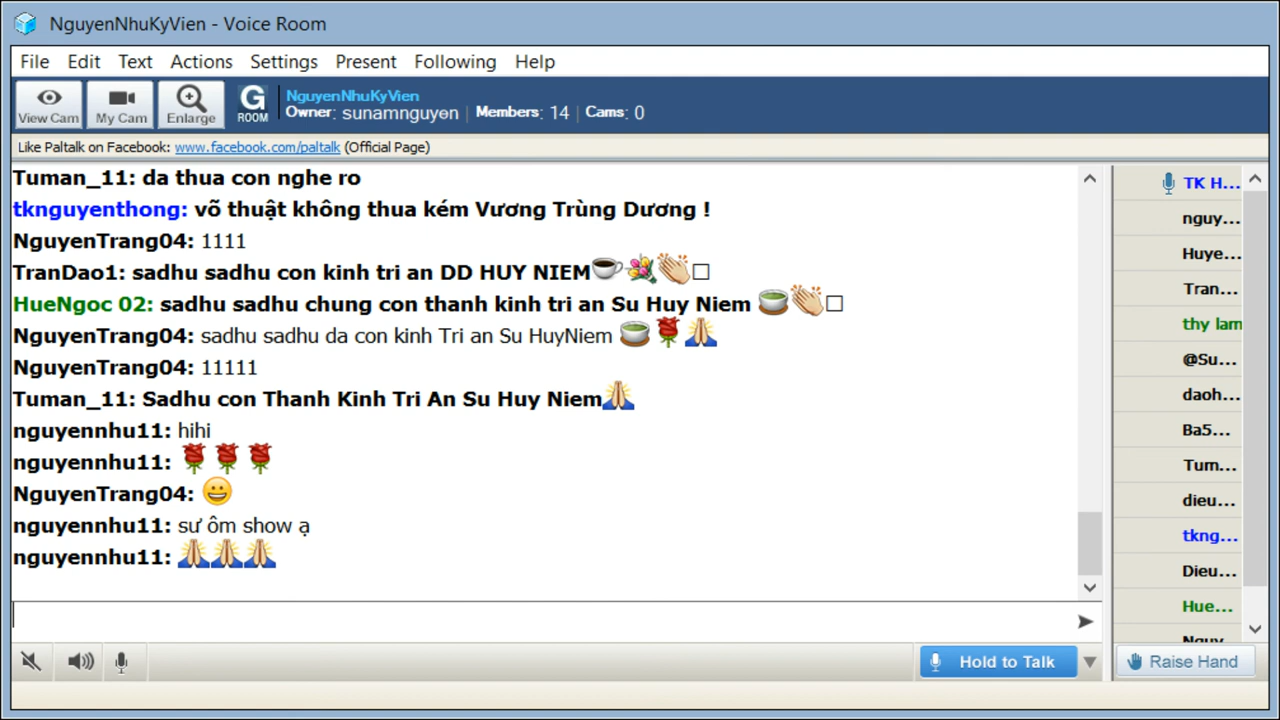 NguyenNhuKyVien - Voice Room
File Edit Text Actions Settings Present Following Help
View Cam My Cam Enlarge G ROOM NguyenNhuKyVien
Owner: sunamnguyen | Members: 14 | Cams: 0
Like Paltalk on Facebook: www.facebook.com/paltalk (Official Page)
Tuman_11: da thua con nghe ro
tknguyenthong: võ thuật không thua kém Vương Trùng Dương !
NguyenTrang04: 1111
TranDao1: sadhu sadhu con kinh tri an DD HUY NIEM☕💐👏□
HueNgoc 02: sadhu sadhu chung con thanh kinh tri an Su Huy Niem 🍵👏□
NguyenTrang04: sadhu sadhu da con kinh Tri an Su HuyNiem 🍵🌹🙏
NguyenTrang04: 11111
Tuman_11: Sadhu con Thanh Kinh Tri An Su Huy Niem🙏
nguyennhu11: hihi
nguyennhu11: 🌹🌹🌹
NguyenTrang04: 😀
nguyennhu11: sư ôm show ạ
nguyennhu11: 🙏🙏🙏
TK H...
nguy...
Huye...
Tran...
thy lam
@Su...
daoh...
Ba5...
Tum...
dieu...
tkng...
Dieu...
Hue...
Nguy
Hold to Talk
Raise Hand